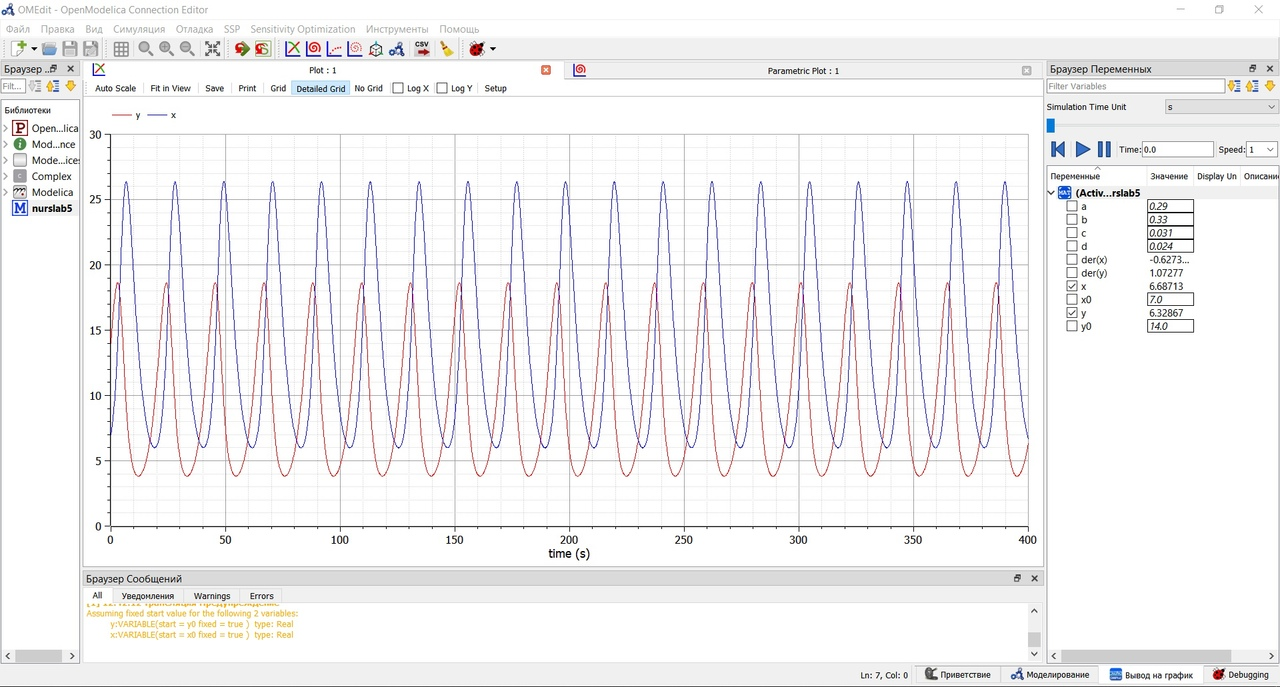 OMEdit - OpenModelica Connection Editor
Файл Правка Вид Симуляция Отладка SSP Sensitivity Optimization Инструменты Помощь
CSV
Браузер ...
Filt...
Библиотеки
P Open...lica
i Mod...nce
Mode...ices
C Complex
Modelica
M nurslab5
Plot : 1
Parametric Plot : 1
Auto Scale Fit in View Save Print Grid Detailed Grid No Grid Log X Log Y Setup
y x
30
25
20
15
10
5
0
0 50 100 150 200 250 300 350 400
time (s)
Браузер Сообщений
All Уведомления Warnings Errors
Assuming fixed start value for the following 2 variables:
y:VARIABLE(start = y0 fixed = true ) type: Real
x:VARIABLE(start = x0 fixed = true ) type: Real
Браузер Переменных
Filter Variables
Simulation Time Unit s
Time: 0.0 Speed: 1
Переменные Значение Display Un Описание
(Activ...rslab5
a 0.29
b 0.33
c 0.031
d 0.024
der(x) -0.6273...
der(y) 1.07277
x 6.68713
x0 7.0
y 6.32867
y0 14.0
Ln: 7, Col: 0 Приветствие Моделирование Вывод на график Debugging